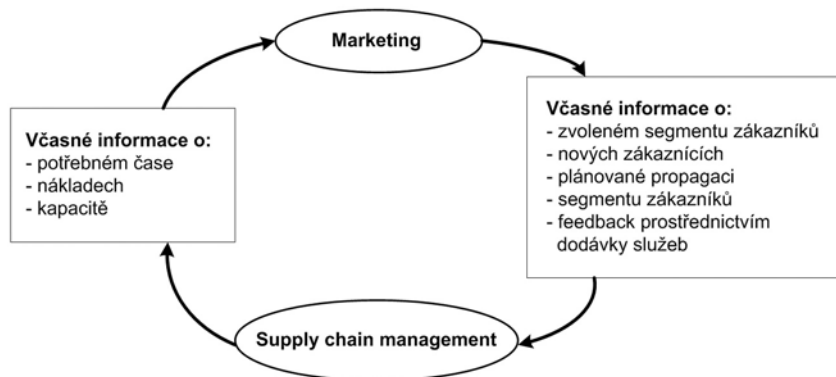 Marketing
Včasné informace o:
- potřebném čase
- nákladech
- kapacitě
Včasné informace o:
- zvoleném segmentu zákazníků
- nových zákaznících
- plánované propagaci
- segmentu zákazníků
- feedback prostřednictvím
dodávky služeb
Supply chain management